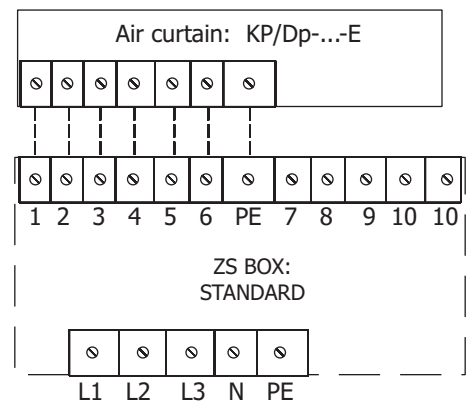 Air curtain: KP/Dp-...-E
1 2 3 4 5 6 PE 7 8 9 10 10
ZS BOX:
STANDARD
L1 L2 L3 N PE